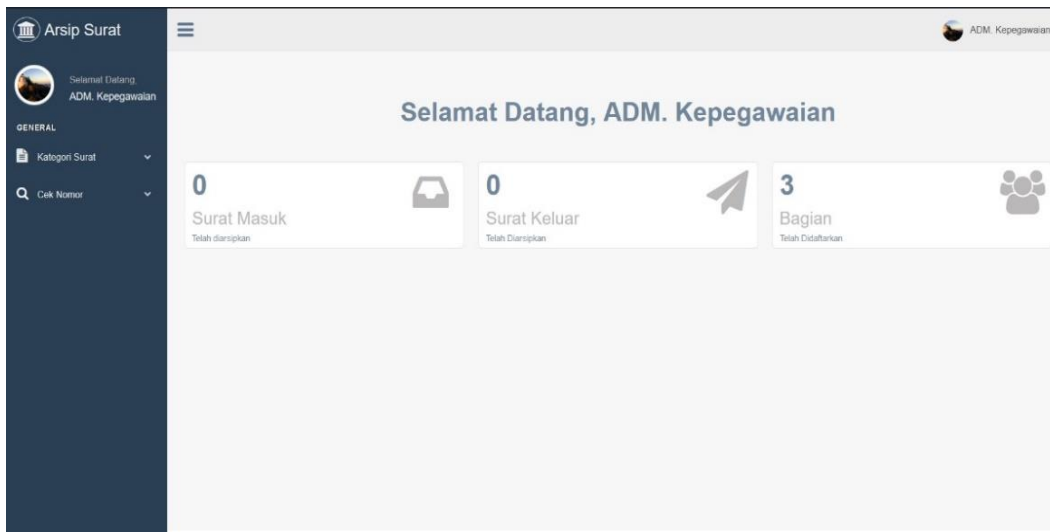 Arsip Surat
ADM. Kepegawaian
Selamat Datang,
ADM. Kepegawaian
GENERAL
Kategori Surat
Cek Nomor
Selamat Datang, ADM. Kepegawaian
0
Surat Masuk
Telah diarsipkan
0
Surat Keluar
Telah Diarsipkan
3
Bagian
Telah Didaftarkan